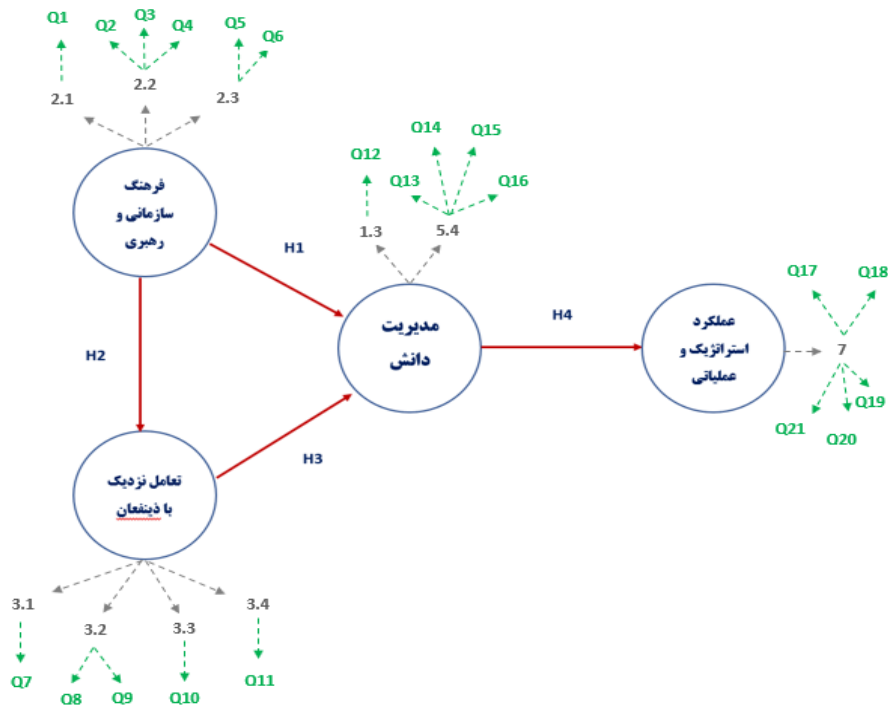 Q1
Q2
Q3
Q4
Q5
Q6
2.1
2.2
2.3
فرهنگ
سازمانی و
رهبری
Q12
Q13
Q14
Q15
Q16
1.3
5.4
H1
H2
مدیریت
دانش
H4
عملکرد
استراتژیک و
عملیاتی
Q17
Q18
7
Q19
Q20
Q21
H3
تعامل نزدیک
با ذینفعان
3.1
3.2
3.3
3.4
Q7
Q8
Q9
Q10
Q11